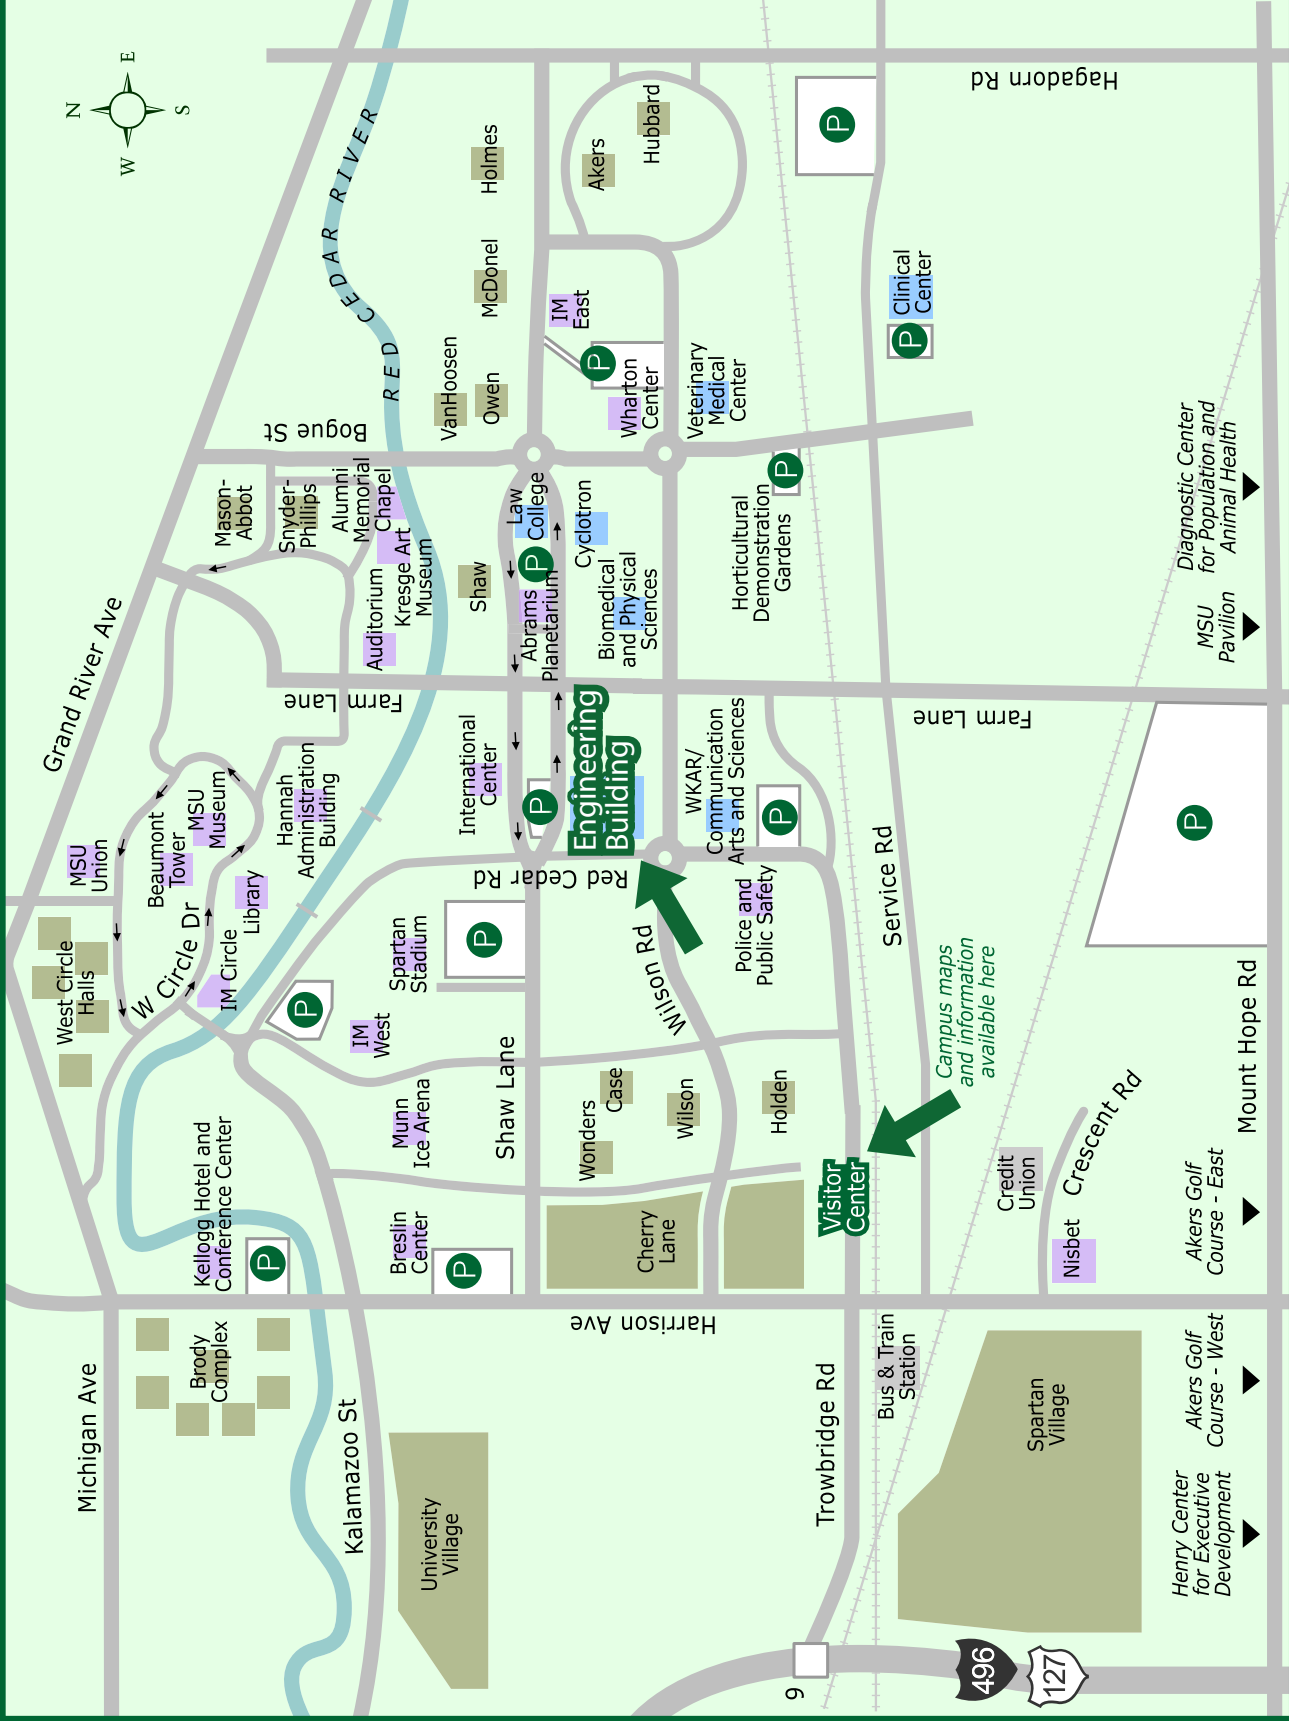 N
E
S
W
Grand River Ave
Michigan Ave
Kalamazoo St
Hagadorn Rd
Bogue St
Farm Lane
Farm Lane
Red Cedar Rd
Harrison Ave
W Circle Dr
Shaw Lane
Wilson Rd
Service Rd
Trowbridge Rd
Crescent Rd
Mount Hope Rd
RED CEDAR RIVER
West Circle
Halls
MSU
Union
Beaumont
Tower
MSU
Museum
Library
IM Circle
Hannah
Administration
Building
Mason-
Abbot
Snyder-
Phillips
Alumni
Memorial
Chapel
Kresge Art
Museum
Auditorium
VanHoosen
Owen
McDonel
Holmes
Akers
Hubbard
IM
East
Wharton
Center
Veterinary
Medical
Center
Clinical
Center
Law
College
Cyclotron
Shaw
Abrams
Planetarium
Biomedical
and Physical
Sciences
Horticultural
Demonstration
Gardens
International
Center
Engineering
Building
WKAR/
Communication
Arts and Sciences
Police and
Public Safety
Spartan
Stadium
IM
West
Munn
Ice Arena
Breslin
Center
Kellogg Hotel and
Conference Center
Brody
Complex
University
Village
Wonders
Case
Wilson
Holden
Cherry
Lane
Visitor
Center
Campus maps
and information
available here
Credit
Union
Nisbet
Bus & Train
Station
Spartan
Village
Diagnostic Center
for Population and
Animal Health
MSU
Pavilion
Akers Golf
Course - East
Akers Golf
Course - West
Henry Center
for Executive
Development
9
496
127
P
P
P
P
P
P
P
P
P
P
P
P
P